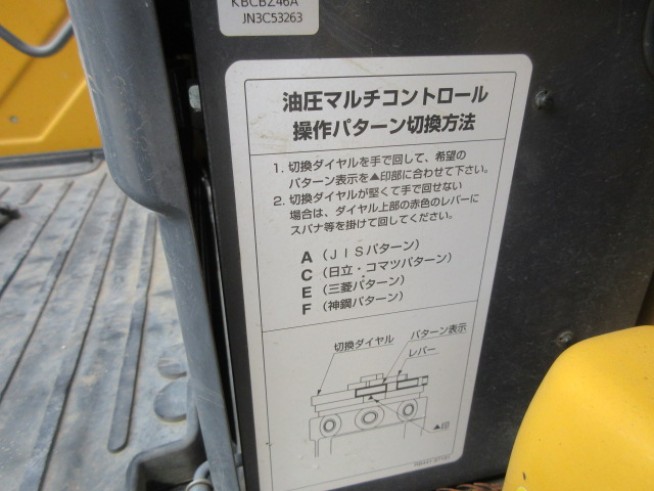 KBCBZ46A
JN3C53263
油圧マルチコントロール
操作パターン切換方法
1. 切換ダイヤルを手で回して、希望の
パターン表示を▲印部に合わせて下さい。
2. 切換ダイヤルが堅くて手で回せない
場合は、ダイヤル上部の赤色のレバーに
スパナ等を掛けて回してください。
A (JISパターン)
C (日立・コマツパターン)
E (三菱パターン)
F (神鋼パターン)
切換ダイヤル
パターン表示
レバー
▲印